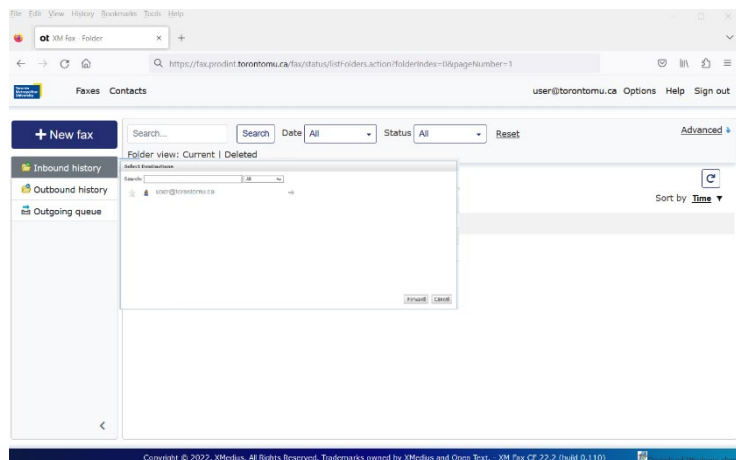 File Edit View History Bookmarks Tools Help
ot XM Fax - Folder × +
https://fax.prodint.torontomu.ca/fax/status/listFolders.action?folderIndex=0&pageNumber=1
Toronto Metropolitan University Faxes Contacts user@torontomu.ca Options Help Sign out
+ New fax Search... Search Date All Status All Reset Advanced
Folder view: Current | Deleted
Inbound history
Outbound history
Outgoing queue
Select Destinations
Search: All
user@torontomu.ca
Forward Cancel
Sort by Time ▼
Copyright © 2022, XMedius. All Rights Reserved. Trademarks owned by XMedius and Open Text. - XM Fax CE 22.2 (build 0.110)